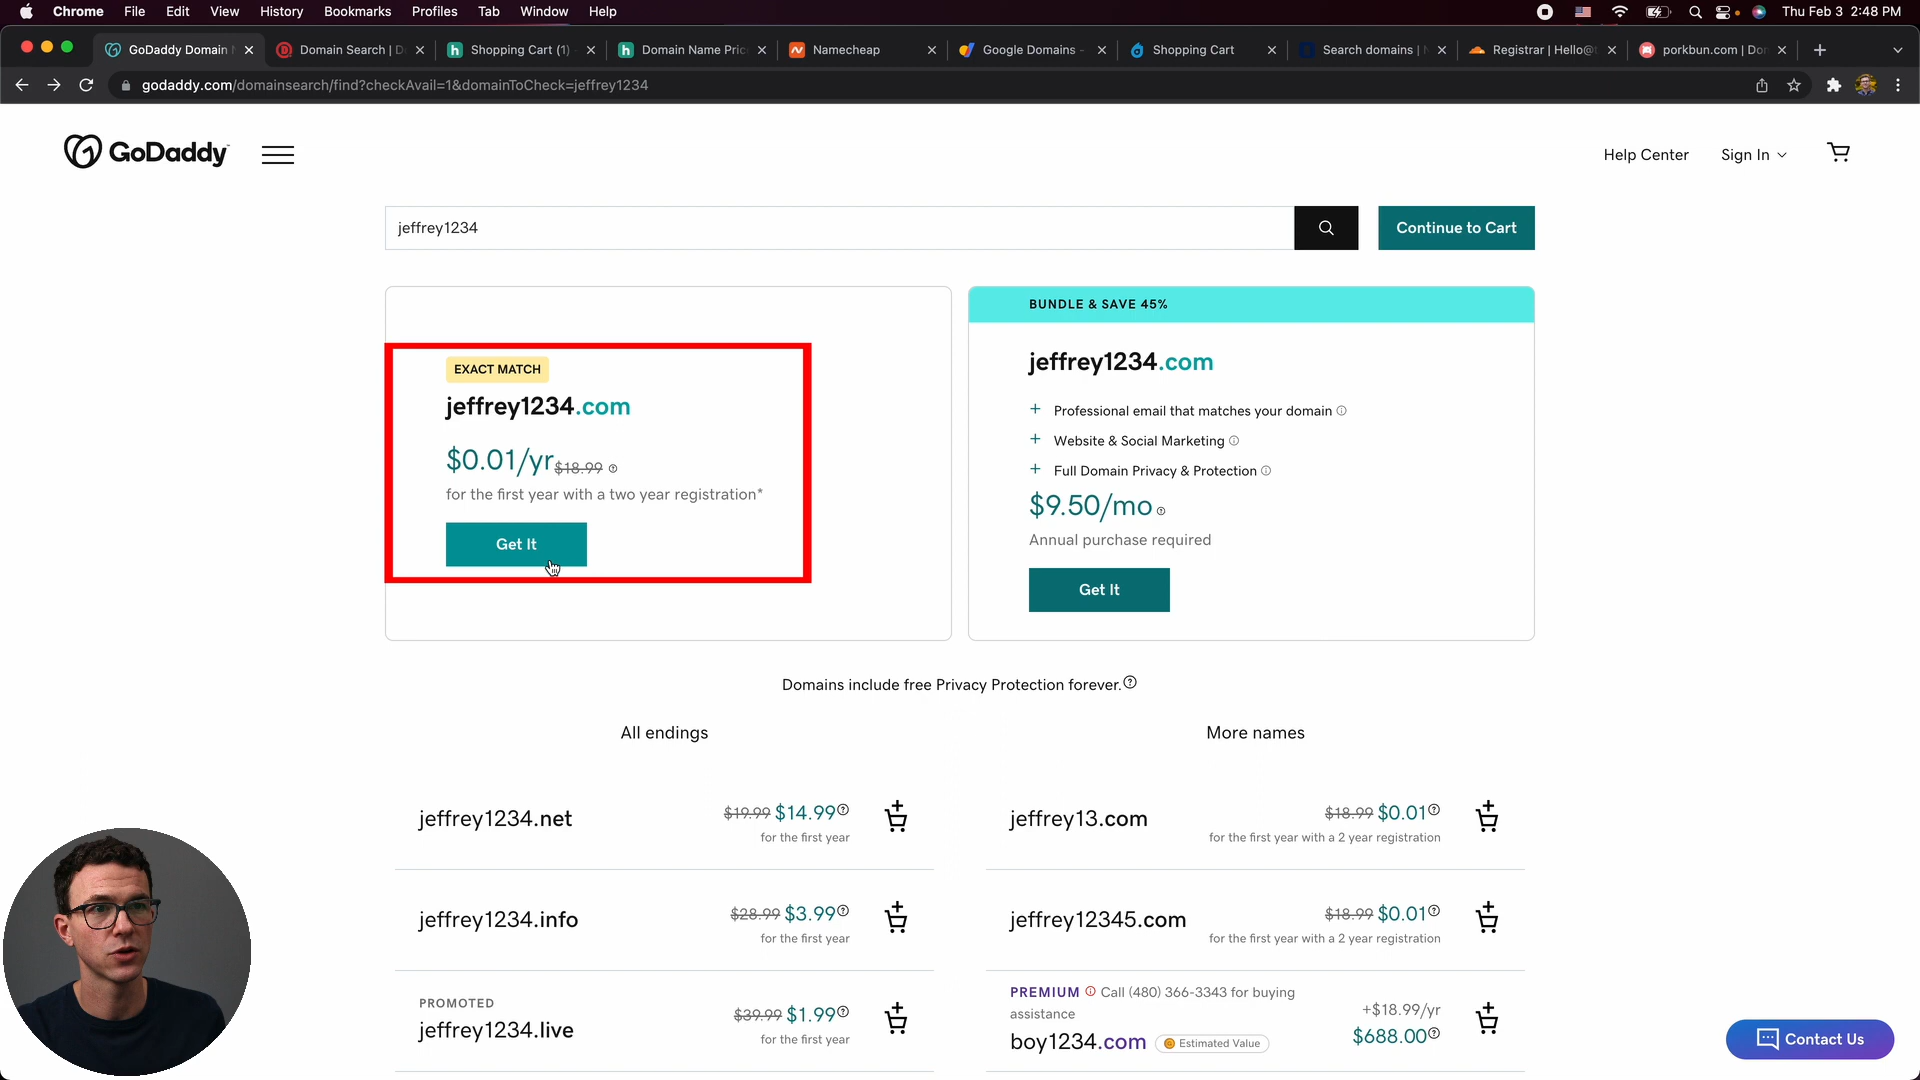 Chrome File Edit View History Bookmarks Profiles Tab Window Help Thu Feb 3 2:48 PM
GoDaddy Domain Domain Search | D Shopping Cart (1) Domain Name Pric Namecheap Google Domains - Shopping Cart Search domains | Registrar | Hello@ porkbun.com | Dor
godaddy.com/domainsearch/find?checkAvail=1&domainToCheck=jeffrey1234
GoDaddy
Help Center Sign In
jeffrey1234
Continue to Cart
EXACT MATCH
jeffrey1234.com
$0.01/yr $18.99
for the first year with a two year registration*
Get It
BUNDLE & SAVE 45%
jeffrey1234.com
+ Professional email that matches your domain
+ Website & Social Marketing
+ Full Domain Privacy & Protection
$9.50/mo
Annual purchase required
Get It
Domains include free Privacy Protection forever.
All endings
jeffrey1234.net $19.99 $14.99
for the first year
jeffrey1234.info $28.99 $3.99
for the first year
PROMOTED
jeffrey1234.live $39.99 $1.99
for the first year
More names
jeffrey13.com $18.99 $0.01
for the first year with a 2 year registration
jeffrey12345.com $18.99 $0.01
for the first year with a 2 year registration
PREMIUM Call (480) 366-3343 for buying
assistance
+$18.99/yr
boy1234.com Estimated Value $688.00
Contact Us